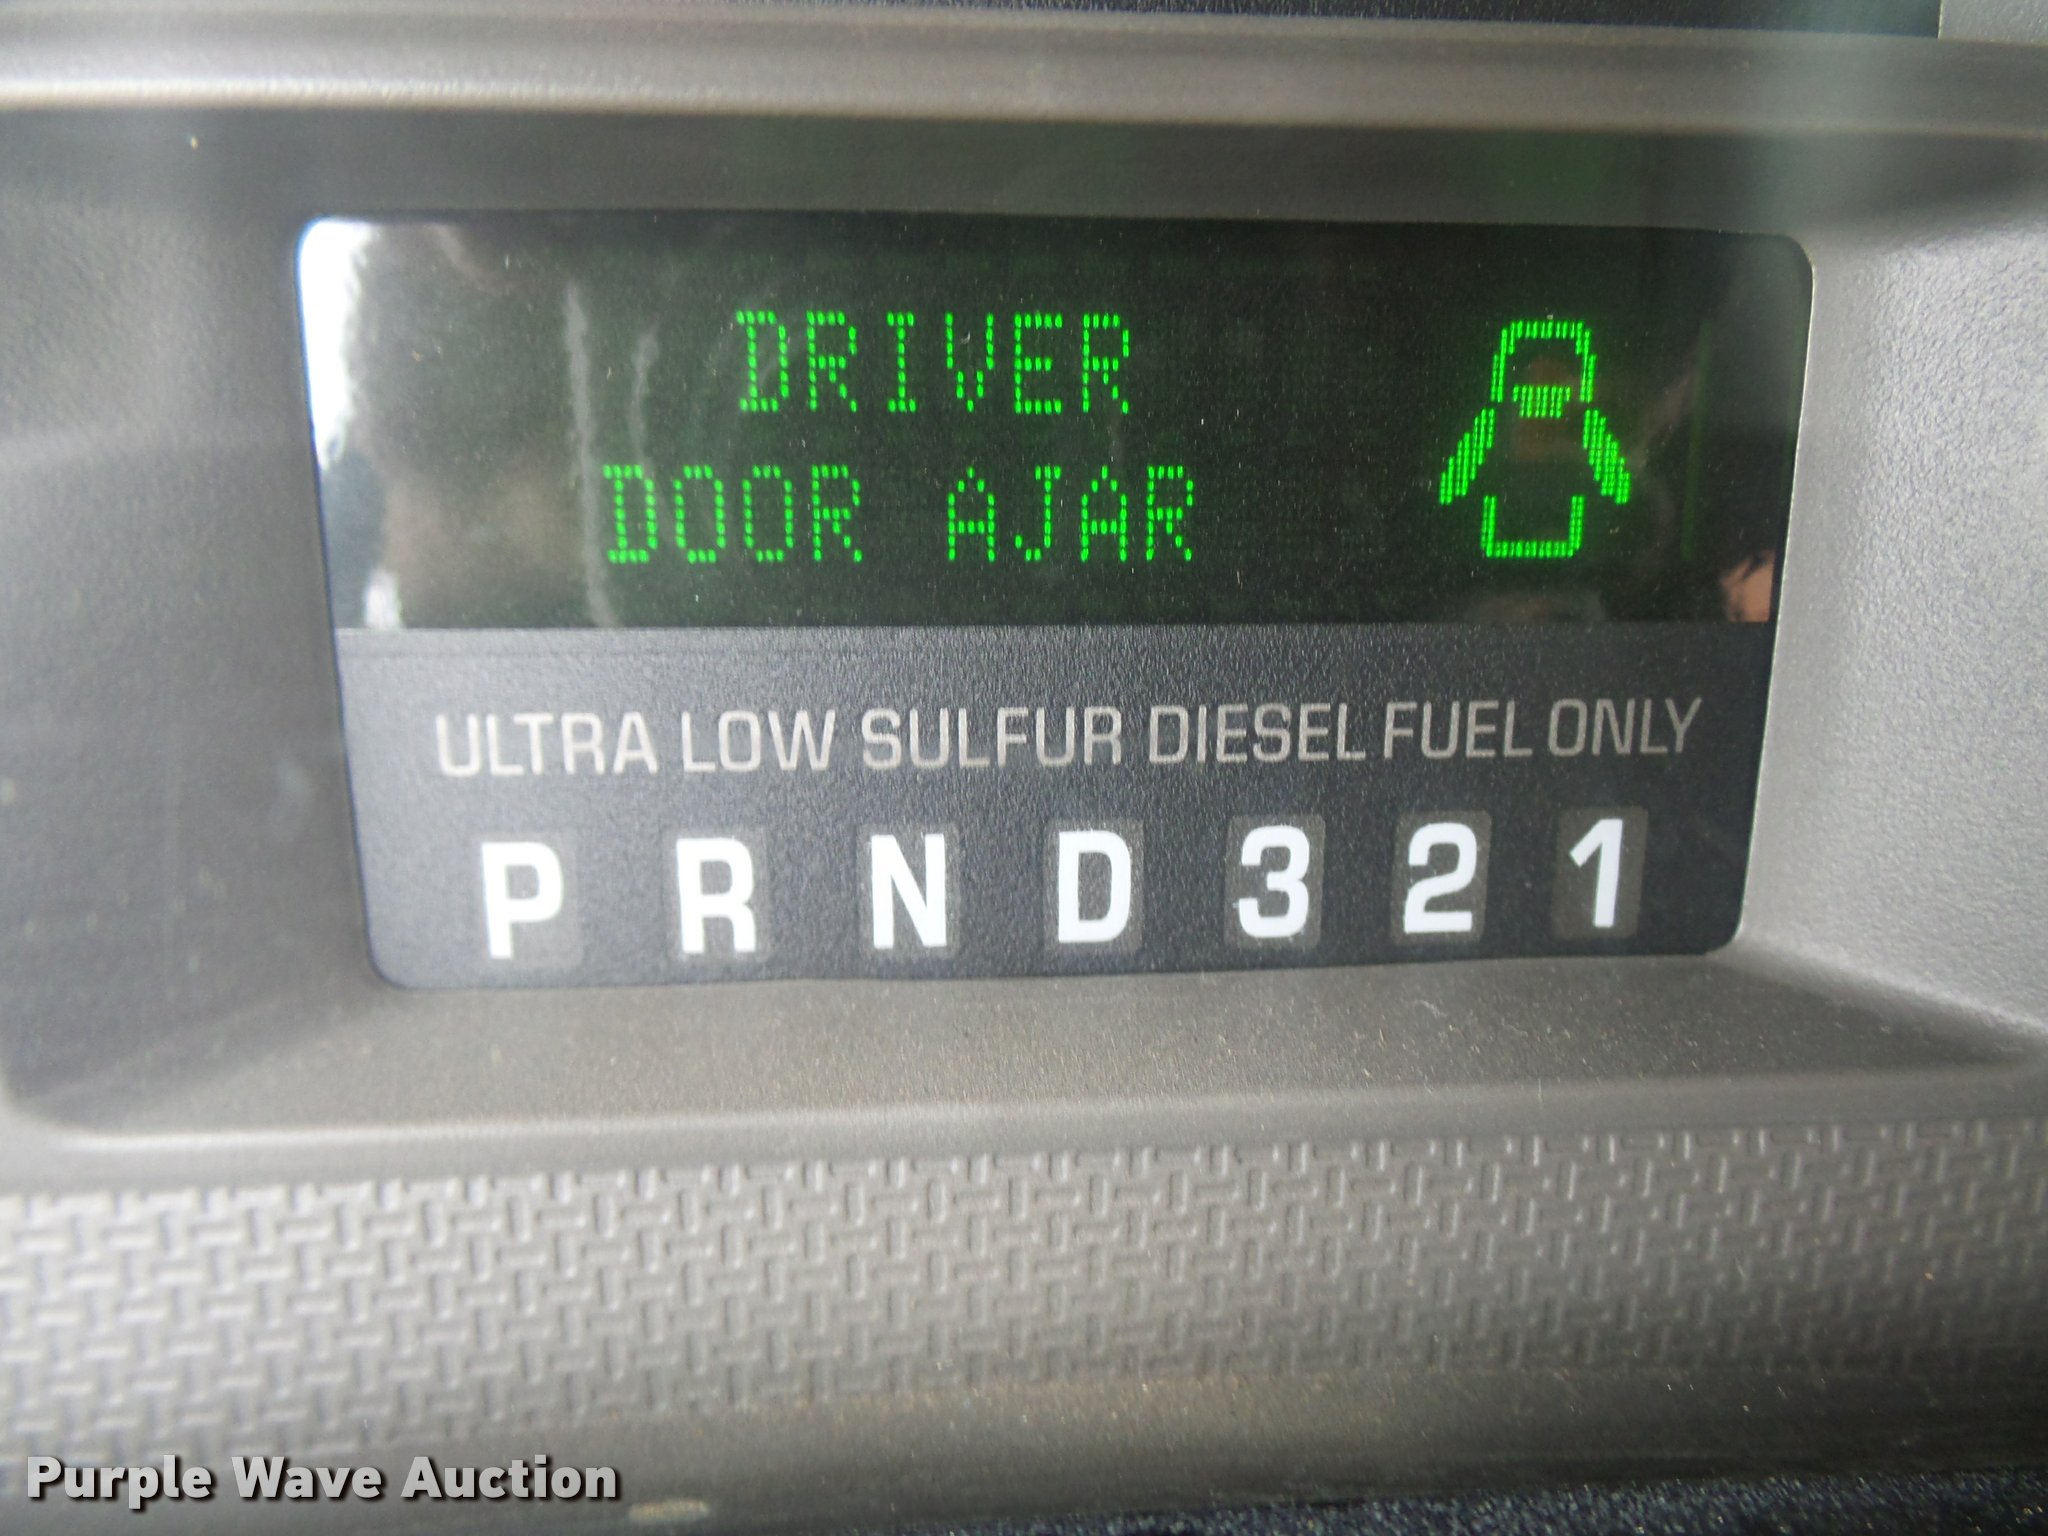 DRIVER
DOOR AJAR
ULTRA LOW SULFUR DIESEL FUEL ONLY
P R N D 3 2 1
Purple Wave Auction